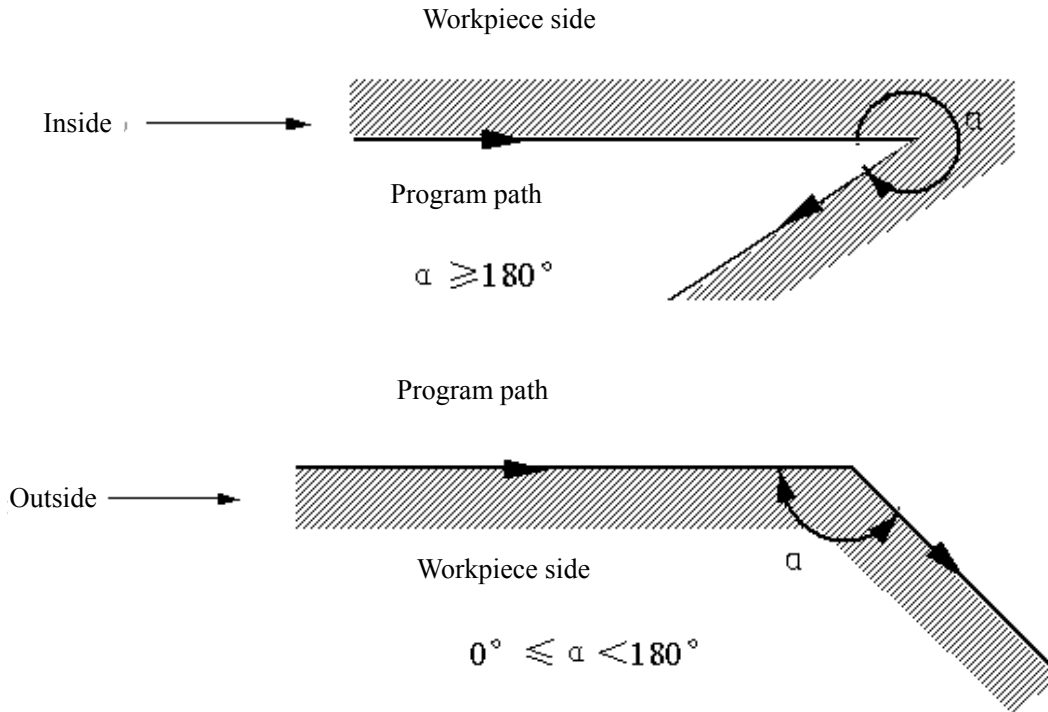 Workpiece side
Inside
α
Program path
α ≥180°
Program path
Outside
α
Workpiece side
0° ≤ α <180°